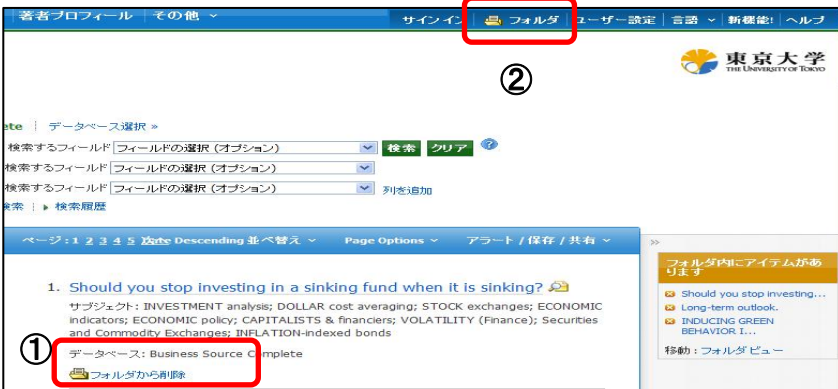 著者プロフィール その他
サインイン フォルダ ユーザー設定 言語 新機能! ヘルプ
②
東京大学
THE UNIVERSITY OF TOKYO
ete データベース選択 »
検索するフィールド フィールドの選択 (オプション) 検索 クリア
検索するフィールド フィールドの選択 (オプション)
検索するフィールド フィールドの選択 (オプション) 列を追加
検索 検索履歴
ページ: 1 2 3 4 5 Date Descending 並べ替え Page Options アラート / 保存 / 共有
»
フォルダ内にアイテムがあ
ります
Should you stop investing...
Long-term outlook.
INDUCING GREEN
BEHAVIOR I...
移動: フォルダ ビュー
1. Should you stop investing in a sinking fund when it is sinking?
サブジェクト: INVESTMENT analysis; DOLLAR cost averaging; STOCK exchanges; ECONOMIC
indicators; ECONOMIC policy; CAPITALISTS & financiers; VOLATILITY (Finance); Securities
and Commodity Exchanges; INFLATION-indexed bonds
①
データベース: Business Source Complete
フォルダから削除